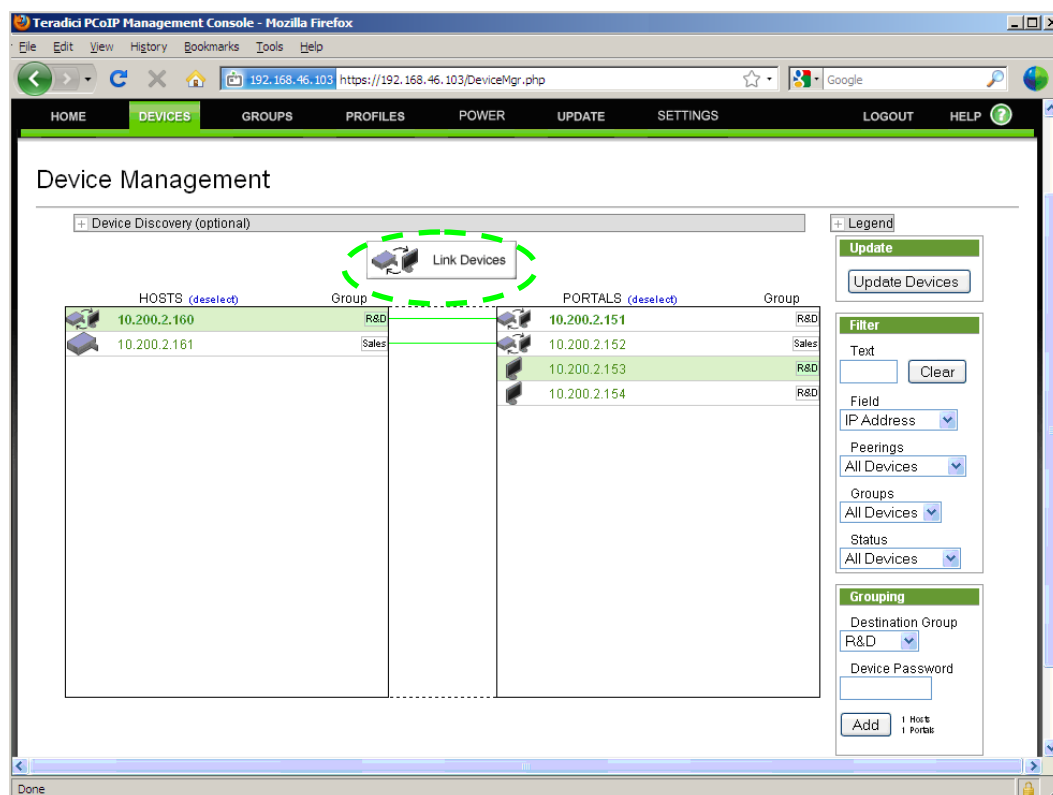 Teradici PCoIP Management Console - Mozilla Firefox
File Edit View History Bookmarks Tools Help
192.168.46.103 https://192.168.46.103/DeviceMgr.php Google
HOME DEVICES GROUPS PROFILES POWER UPDATE SETTINGS LOGOUT HELP ?
Device Management
+ Device Discovery (optional)
+ Legend
Link Devices
HOSTS (deselect) Group
PORTALS (deselect) Group
10.200.2.160 R&D
10.200.2.151 R&D
10.200.2.161 Sales
10.200.2.152 Sales
10.200.2.153 R&D
10.200.2.154 R&D
Update
Update Devices
Filter
Text
Clear
Field
IP Address
Peerings
All Devices
Groups
All Devices
Status
All Devices
Grouping
Destination Group
R&D
Device Password
Add
1 Hosts
1 Portals
Done